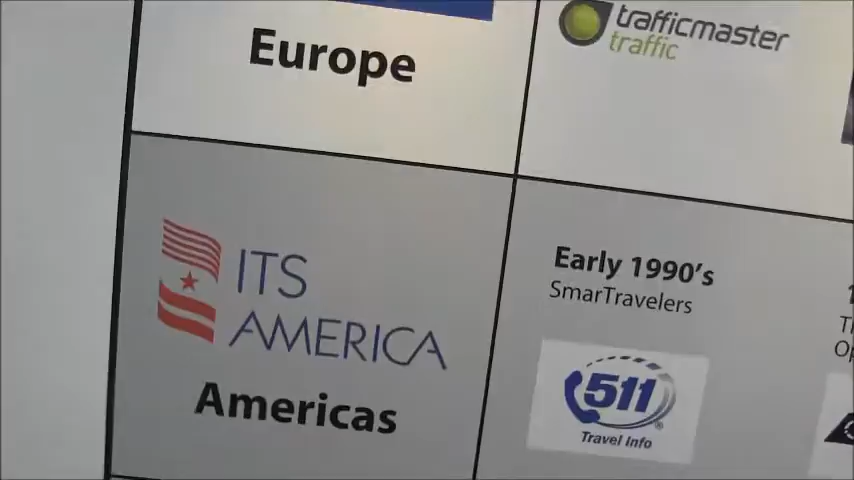 Europe
trafficmaster
traffic
ITS
AMERICA
Americas
Early 1990's
SmarTravelers
511
Travel Info